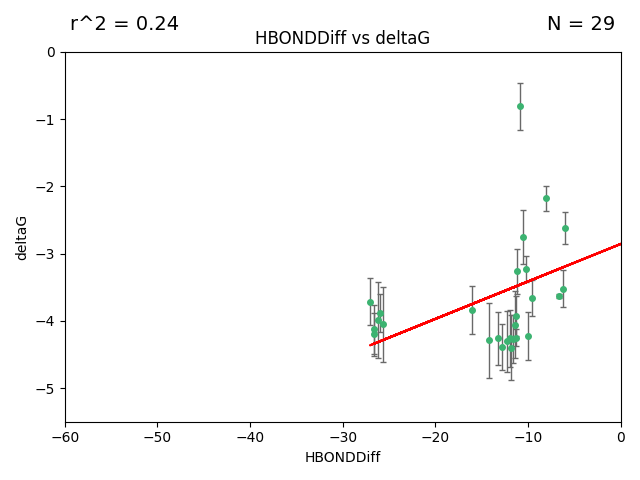 r^2 = 0.24
N = 29
HBONDDiff vs deltaG
0
−1
−2
−3
−4
−5
deltaG
−60
−50
−40
−30
−20
−10
0
HBONDDiff